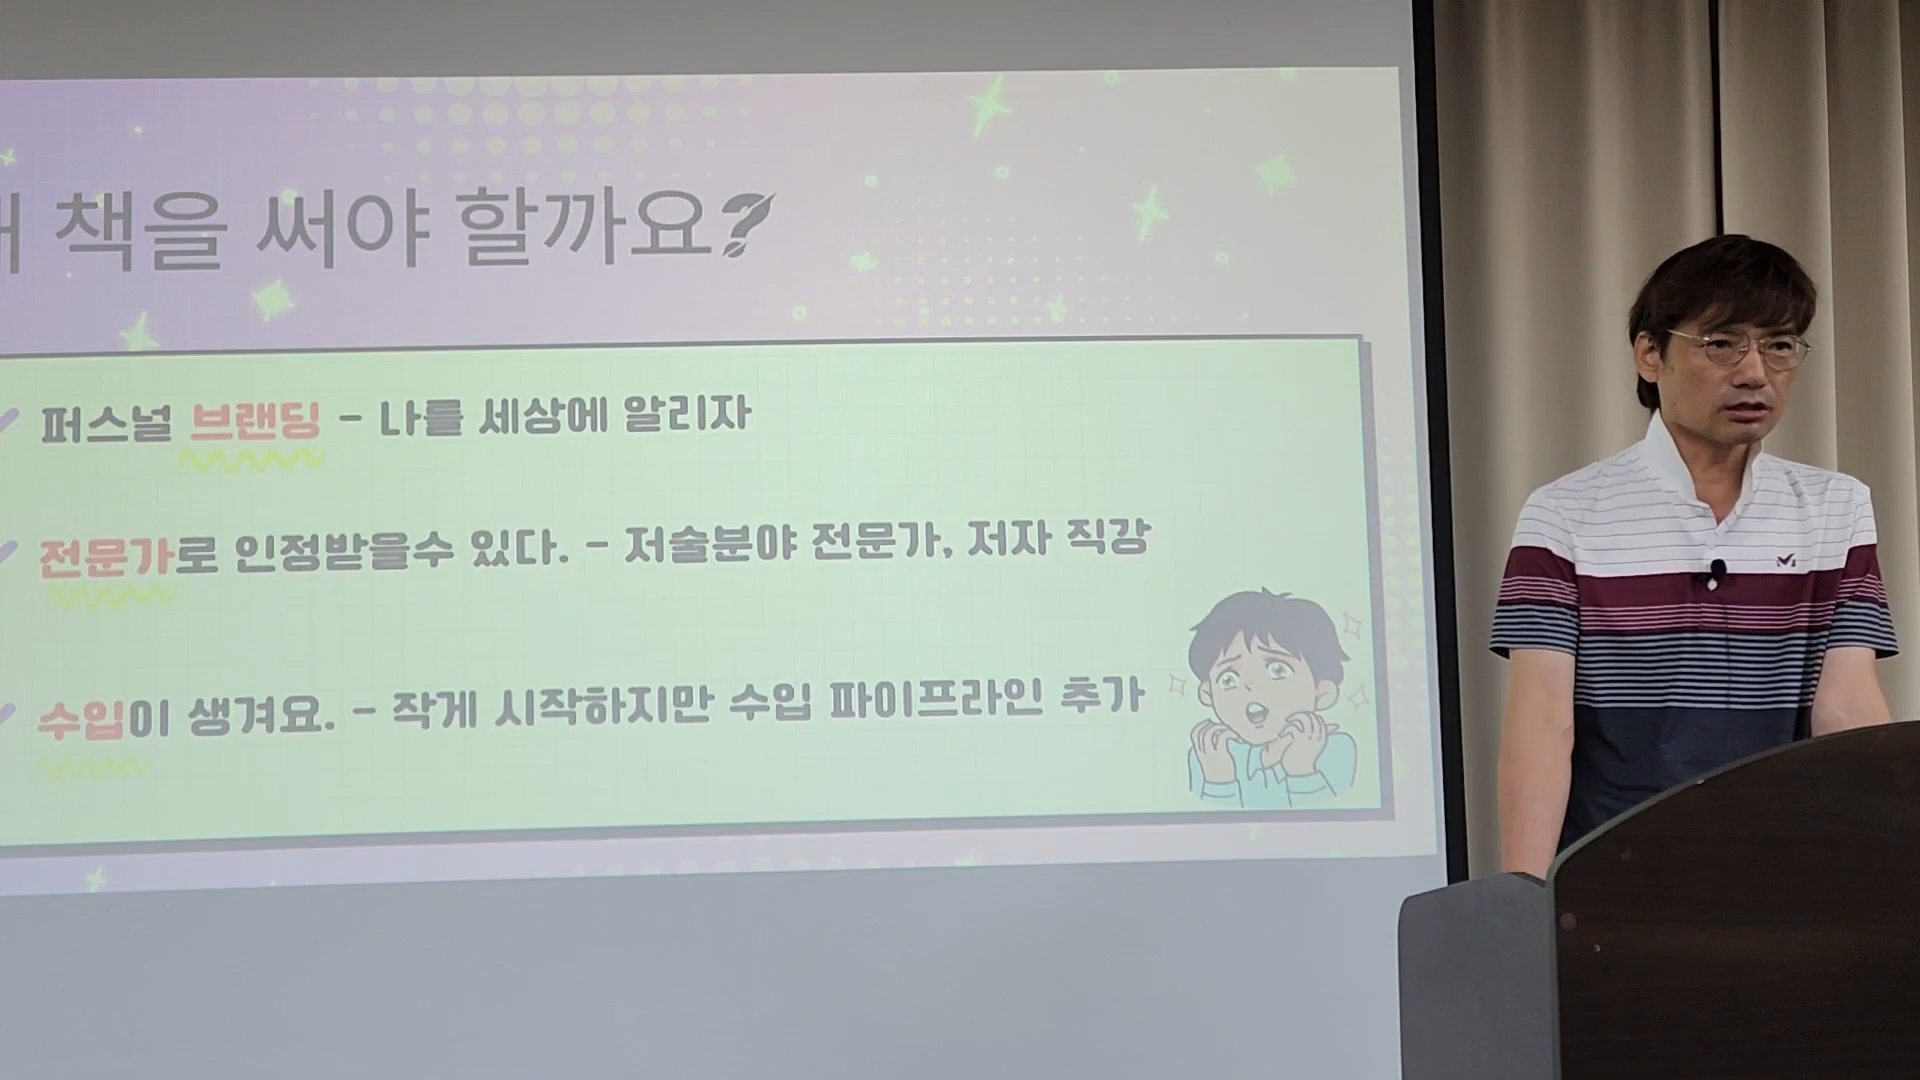 책을 써야 할까요?
퍼스널 브랜딩 - 나를 세상에 알리자
전문가로 인정받을수 있다. - 저술분야 전문가, 저자 직강
수입이 생겨요. - 작게 시작하지만 수입 파이프라인 추가